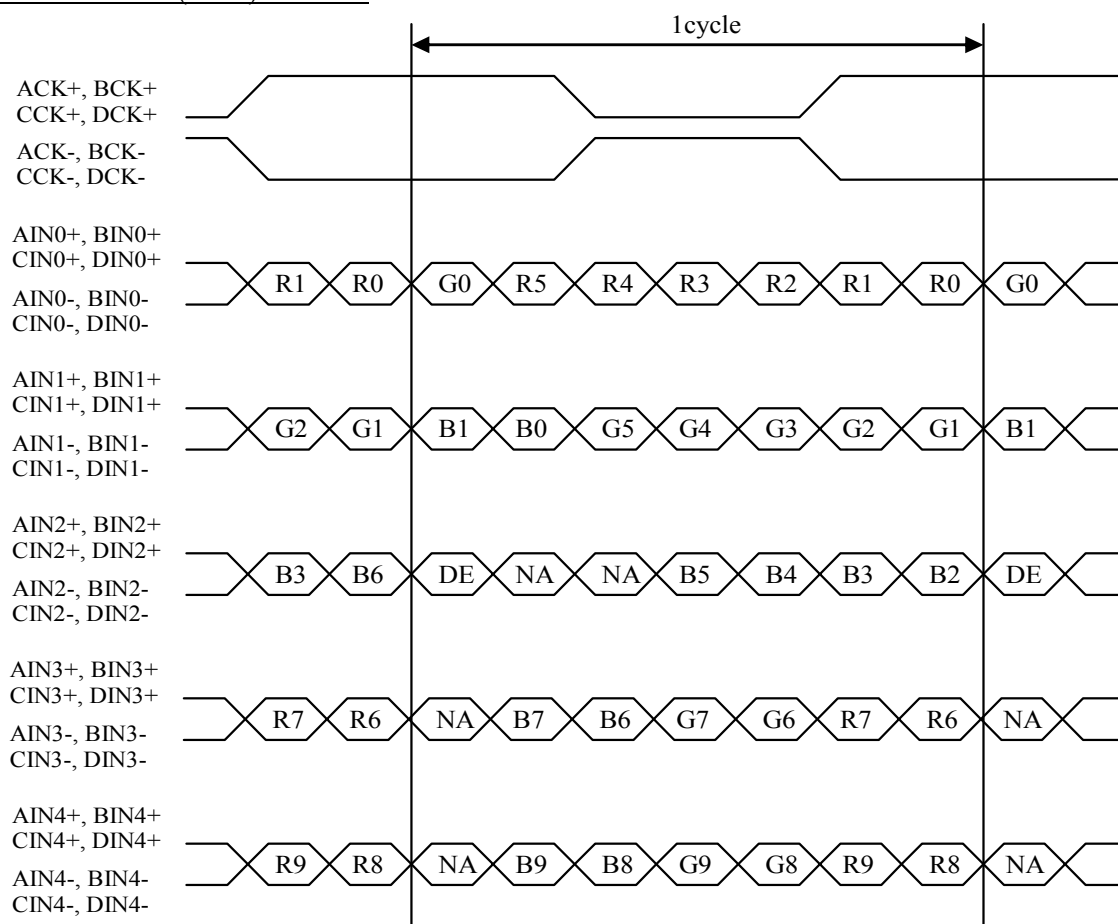 1cycle
ACK+, BCK+
CCK+, DCK+
ACK-, BCK-
CCK-, DCK-
AIN0+, BIN0+
CIN0+, DIN0+
AIN0-, BIN0-
CIN0-, DIN0-
R1 R0 G0 R5 R4 R3 R2 R1 R0 G0
AIN1+, BIN1+
CIN1+, DIN1+
AIN1-, BIN1-
CIN1-, DIN1-
G2 G1 B1 B0 G5 G4 G3 G2 G1 B1
AIN2+, BIN2+
CIN2+, DIN2+
AIN2-, BIN2-
CIN2-, DIN2-
B3 B6 DE NA NA B5 B4 B3 B2 DE
AIN3+, BIN3+
CIN3+, DIN3+
AIN3-, BIN3-
CIN3-, DIN3-
R7 R6 NA B7 B6 G7 G6 R7 R6 NA
AIN4+, BIN4+
CIN4+, DIN4+
AIN4-, BIN4-
CIN4-, DIN4-
R9 R8 NA B9 B8 G9 G8 R9 R8 NA